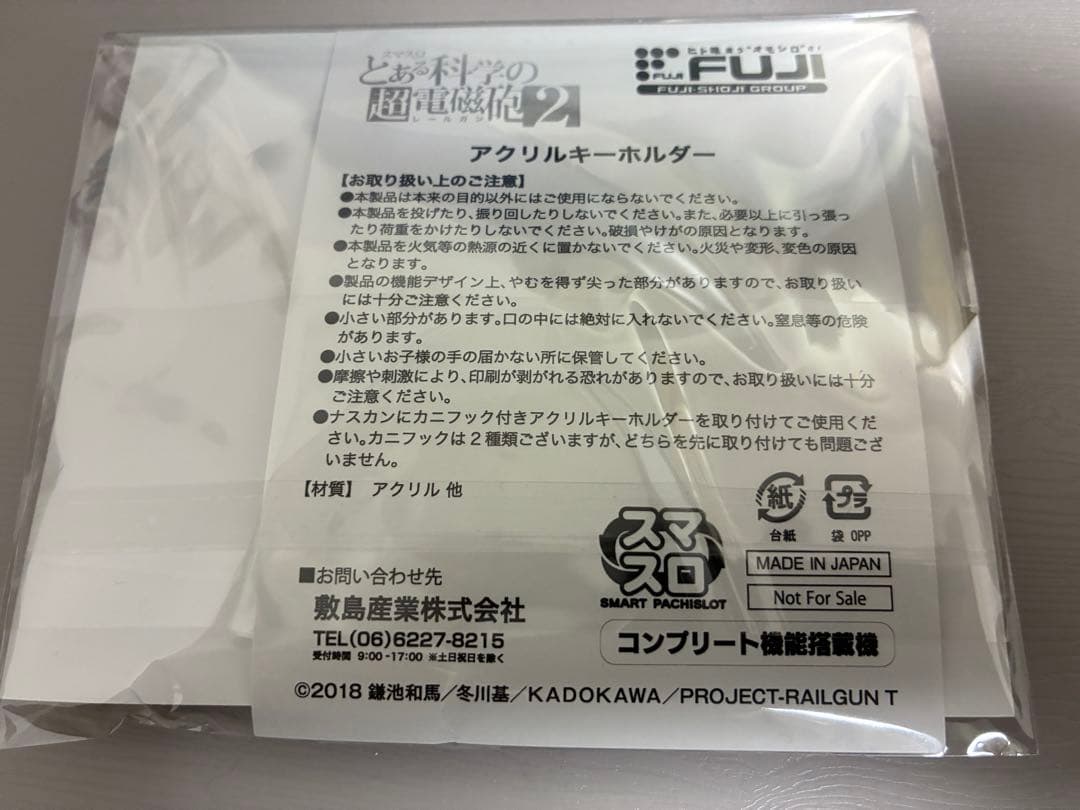 スマスロ
とある科学の
超電磁砲2
レールガン
ヒト味オデオモシロ!
FUJI
FUJI
FUJI・SHOJI GROUP
アクリルキーホルダー
【お取り扱い上のご注意】
●本製品は本来の目的以外にはご使用にならないでください。
●本製品を投げたり、振り回したりしないでください。また、必要以上に引っ張っ
たり荷重をかけたりしないでください。破損やけがの原因となります。
●本製品を火気等の熱源の近くに置かないでください。火災や変形、変色の原因
となります。
●製品の機能デザイン上、やむを得ず尖った部分がありますので、お取り扱い
には十分ご注意ください。
●小さい部分があります。口の中には絶対に入れないでください。窒息等の危険
があります。
●小さいお子様の手の届かない所に保管してください。
●摩擦や刺激により、印刷が剥がれる恐れがありますので、お取り扱いには十分
ご注意ください。
●ナスカンにカニフック付きアクリルキーホルダーを取り付けてご使用くだ
さい。カニフックは2種類ございますが、どちらを先に取り付けても問題ござ
いません。
【材質】 アクリル 他
紙
台紙
プラ
袋 OPP
スマ
スロ
SMART PACHISLOT
MADE IN JAPAN
Not For Sale
コンプリート機能搭載機
■お問い合わせ先
敷島産業株式会社
TEL(06)6227-8215
受付時間 9:00-17:00 ※土日祝日を除く
©2018 鎌池和馬/冬川基/KADOKAWA/PROJECT-RAILGUN T